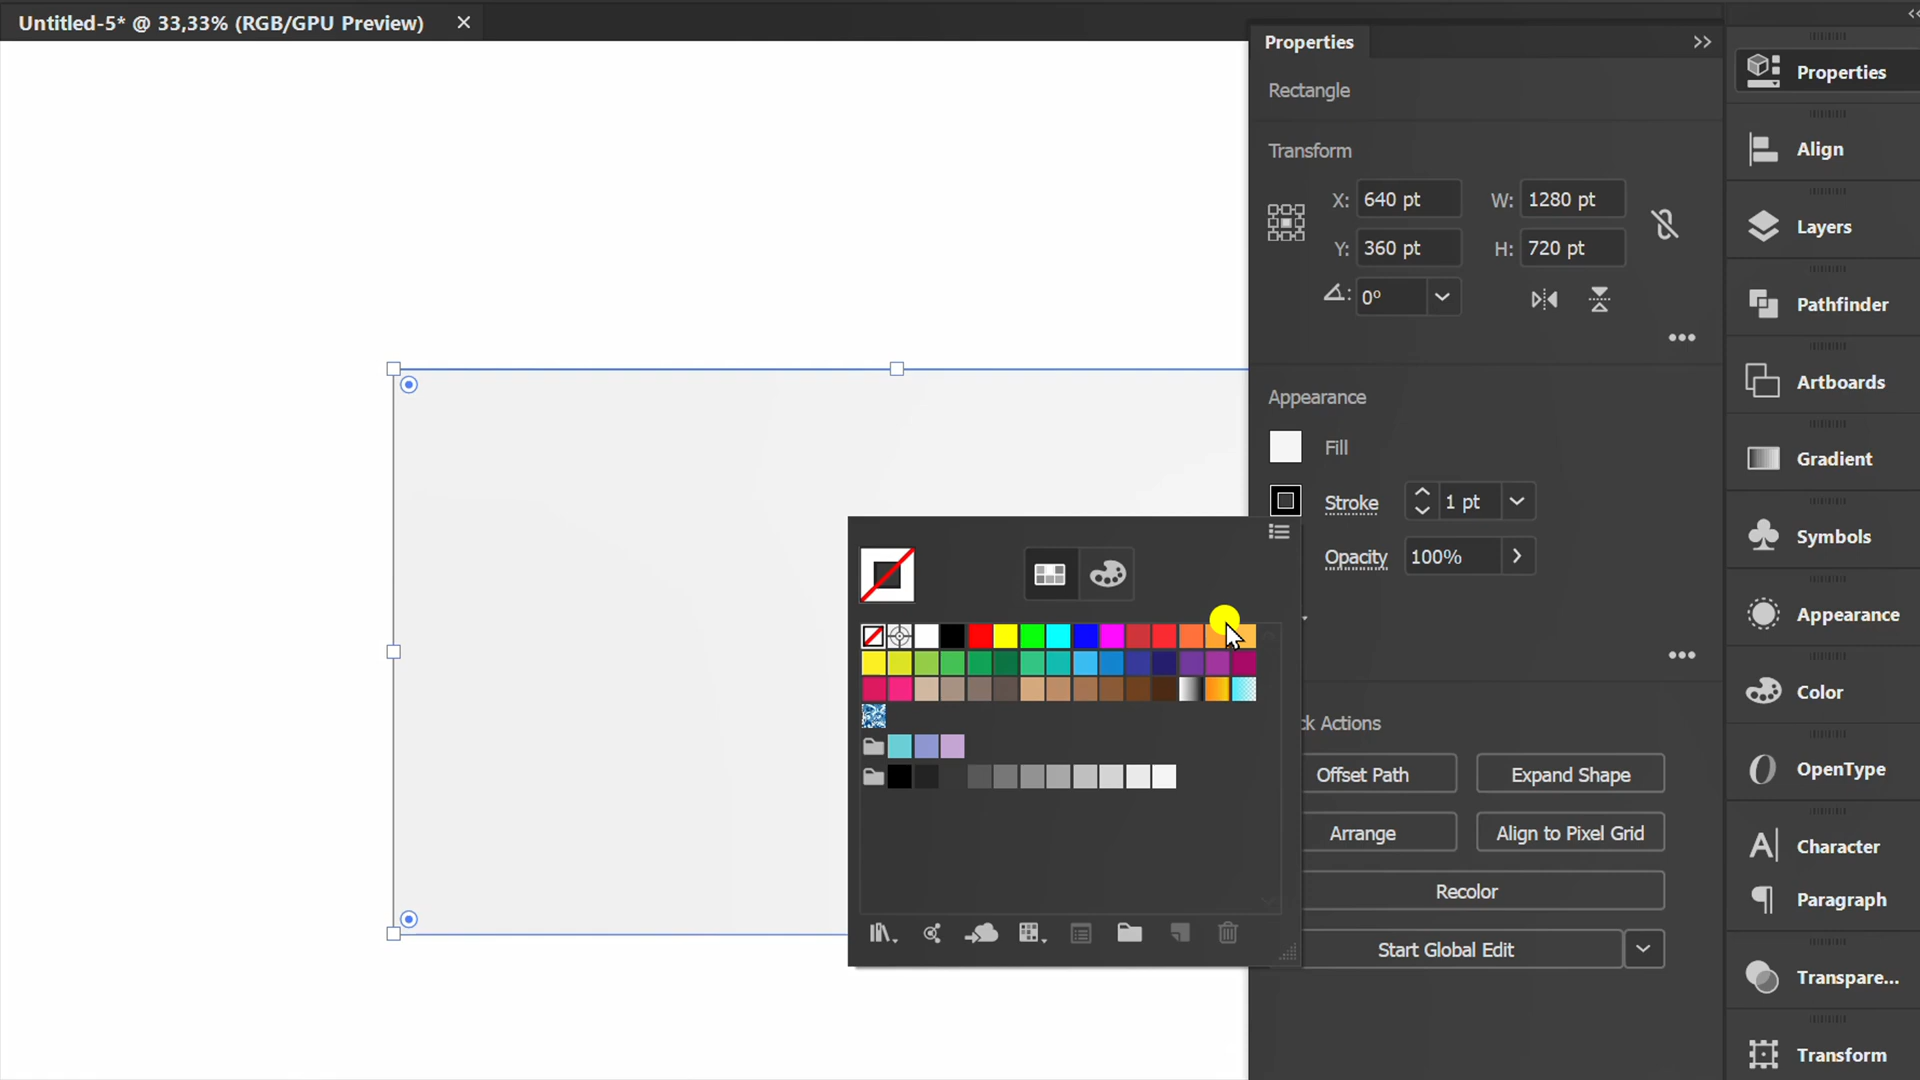 Untitled-5* @ 33,33% (RGB/GPU Preview)
Properties
Rectangle
Transform
X: 640 pt W: 1280 pt
Y: 360 pt H: 720 pt
0°
Appearance
Fill
Stroke 1 pt
Opacity 100%
ck Actions
Offset Path Expand Shape
Arrange Align to Pixel Grid
Recolor
Start Global Edit
Properties
Align
Layers
Pathfinder
Artboards
Gradient
Symbols
Appearance
Color
OpenType
Character
Paragraph
Transpare...
Transform